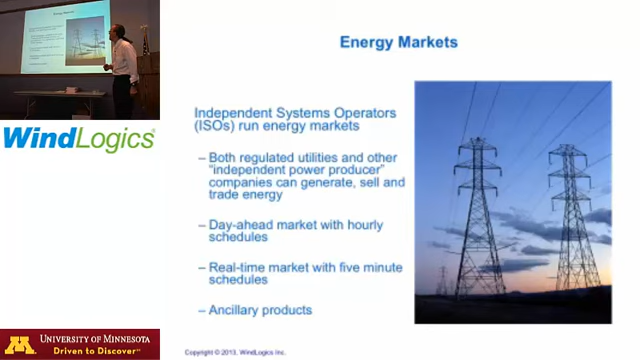 Energy Markets
WindLogics
Independent Systems Operators
(ISOs) run energy markets
– Both regulated utilities and other
"independent power producer"
companies can generate, sell and
trade energy
– Day-ahead market with hourly
schedules
– Real-time market with five minute
schedules
– Ancillary products
M UNIVERSITY OF MINNESOTA
Driven to Discover
Copyright © 2013, WindLogics Inc.